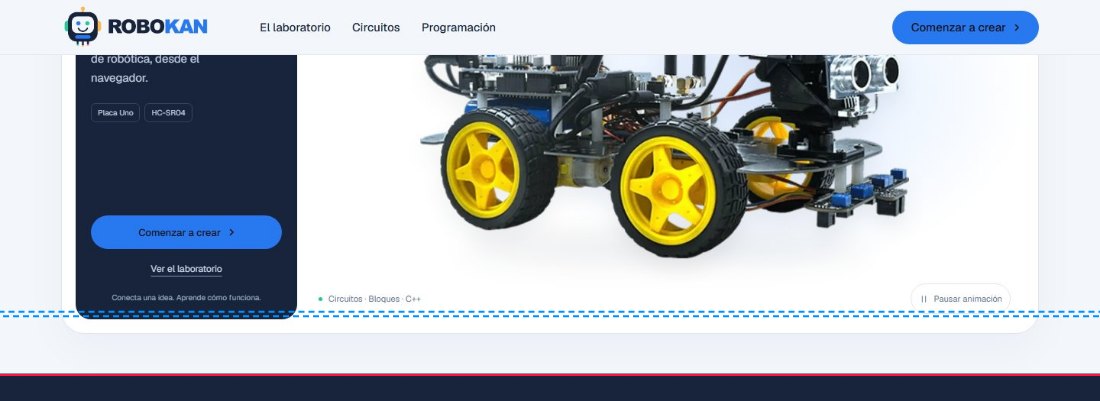 ROBOKAN
El laboratorio
Circuitos
Programación
Comenzar a crear
de robótica, desde el
navegador.
Placa Uno
HC-SR04
Comenzar a crear
Ver el laboratorio
Conecta una idea. Aprende cómo funciona.
Circuitos · Bloques · C++
Pausar animación